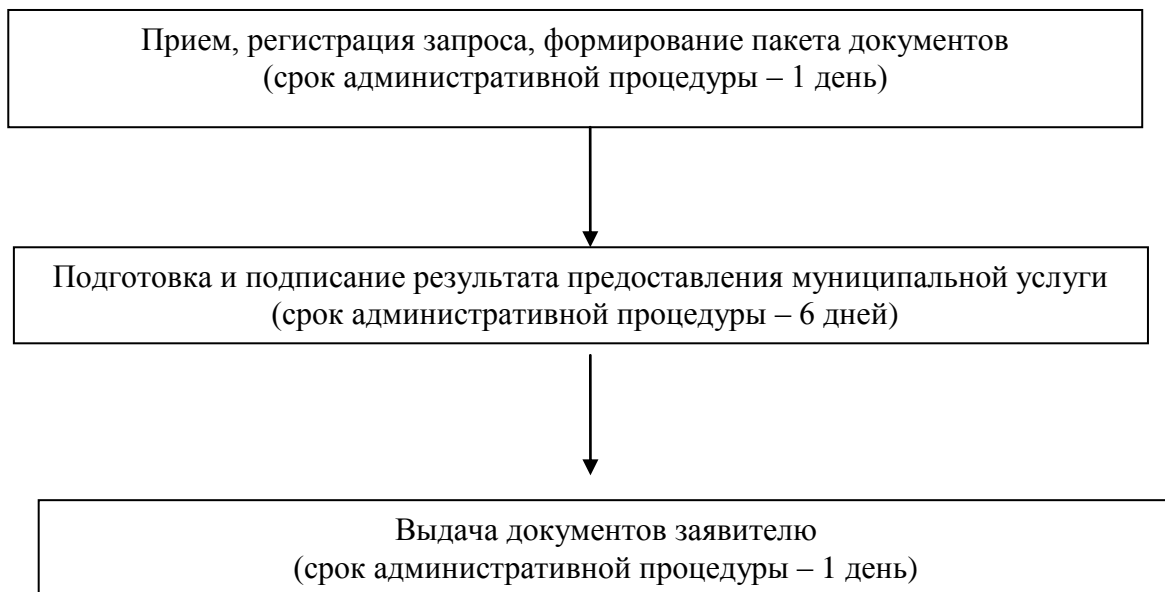 Прием, регистрация запроса, формирование пакета документов
(срок административной процедуры – 1 день)
Подготовка и подписание результата предоставления муниципальной услуги
(срок административной процедуры – 6 дней)
Выдача документов заявителю
(срок административной процедуры – 1 день)